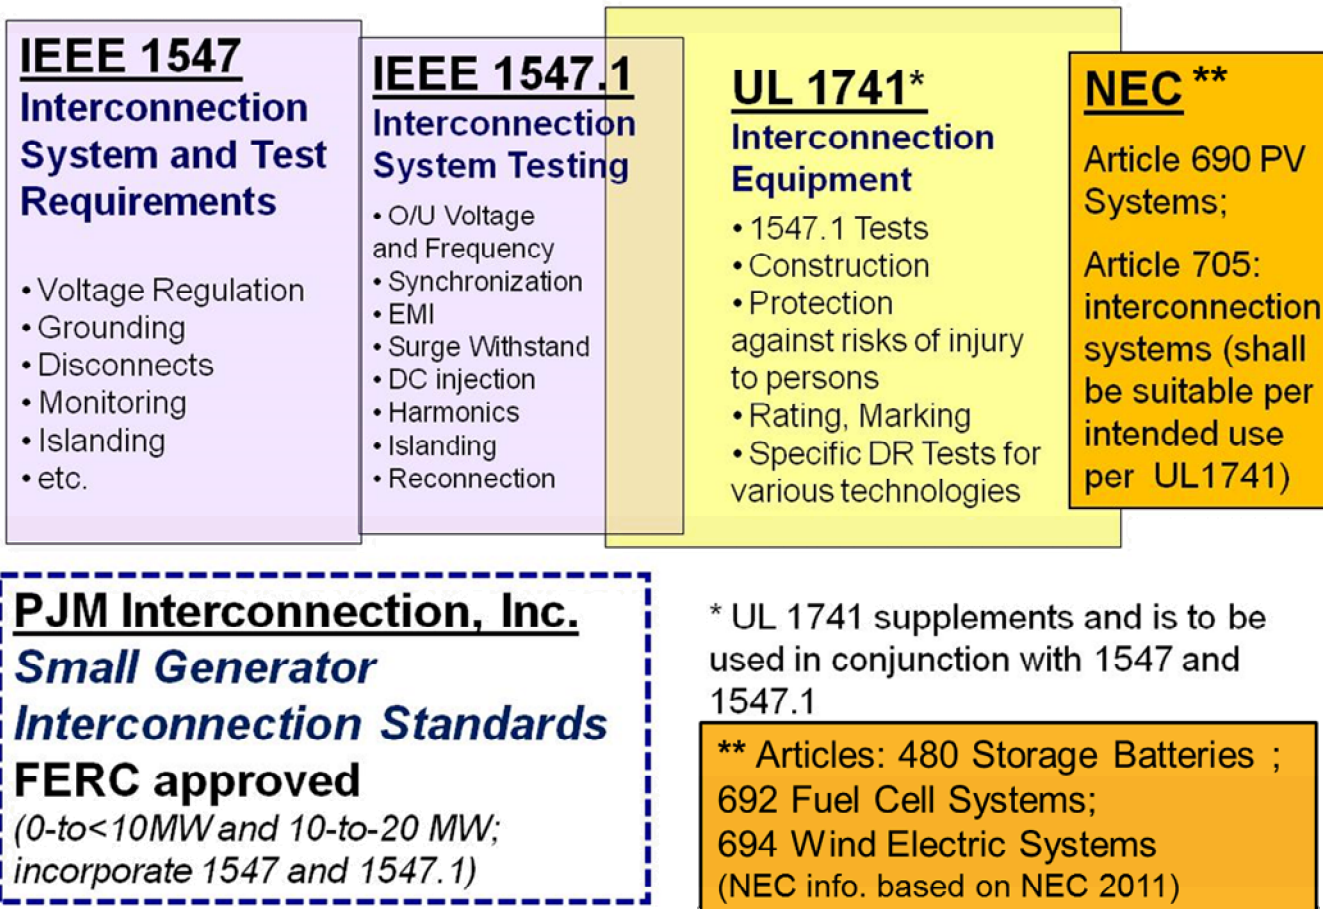 IEEE 1547
Interconnection
System and Test
Requirements
• Voltage Regulation
• Grounding
• Disconnects
• Monitoring
• Islanding
• etc.
IEEE 1547.1
Interconnection
System Testing
• O/U Voltage
and Frequency
• Synchronization
• EMI
• Surge Withstand
• DC injection
• Harmonics
• Islanding
• Reconnection
UL 1741*
Interconnection
Equipment
• 1547.1 Tests
• Construction
• Protection
against risks of injury
to persons
• Rating, Marking
• Specific DR Tests for
various technologies
NEC **
Article 690 PV
Systems;
Article 705:
interconnection
systems (shall
be suitable per
intended use
per UL1741)
PJM Interconnection, Inc.
Small Generator
Interconnection Standards
FERC approved
(0-to<10MW and 10-to-20 MW;
incorporate 1547 and 1547.1)
* UL 1741 supplements and is to be
used in conjunction with 1547 and
1547.1
** Articles: 480 Storage Batteries ;
692 Fuel Cell Systems;
694 Wind Electric Systems
(NEC info. based on NEC 2011)